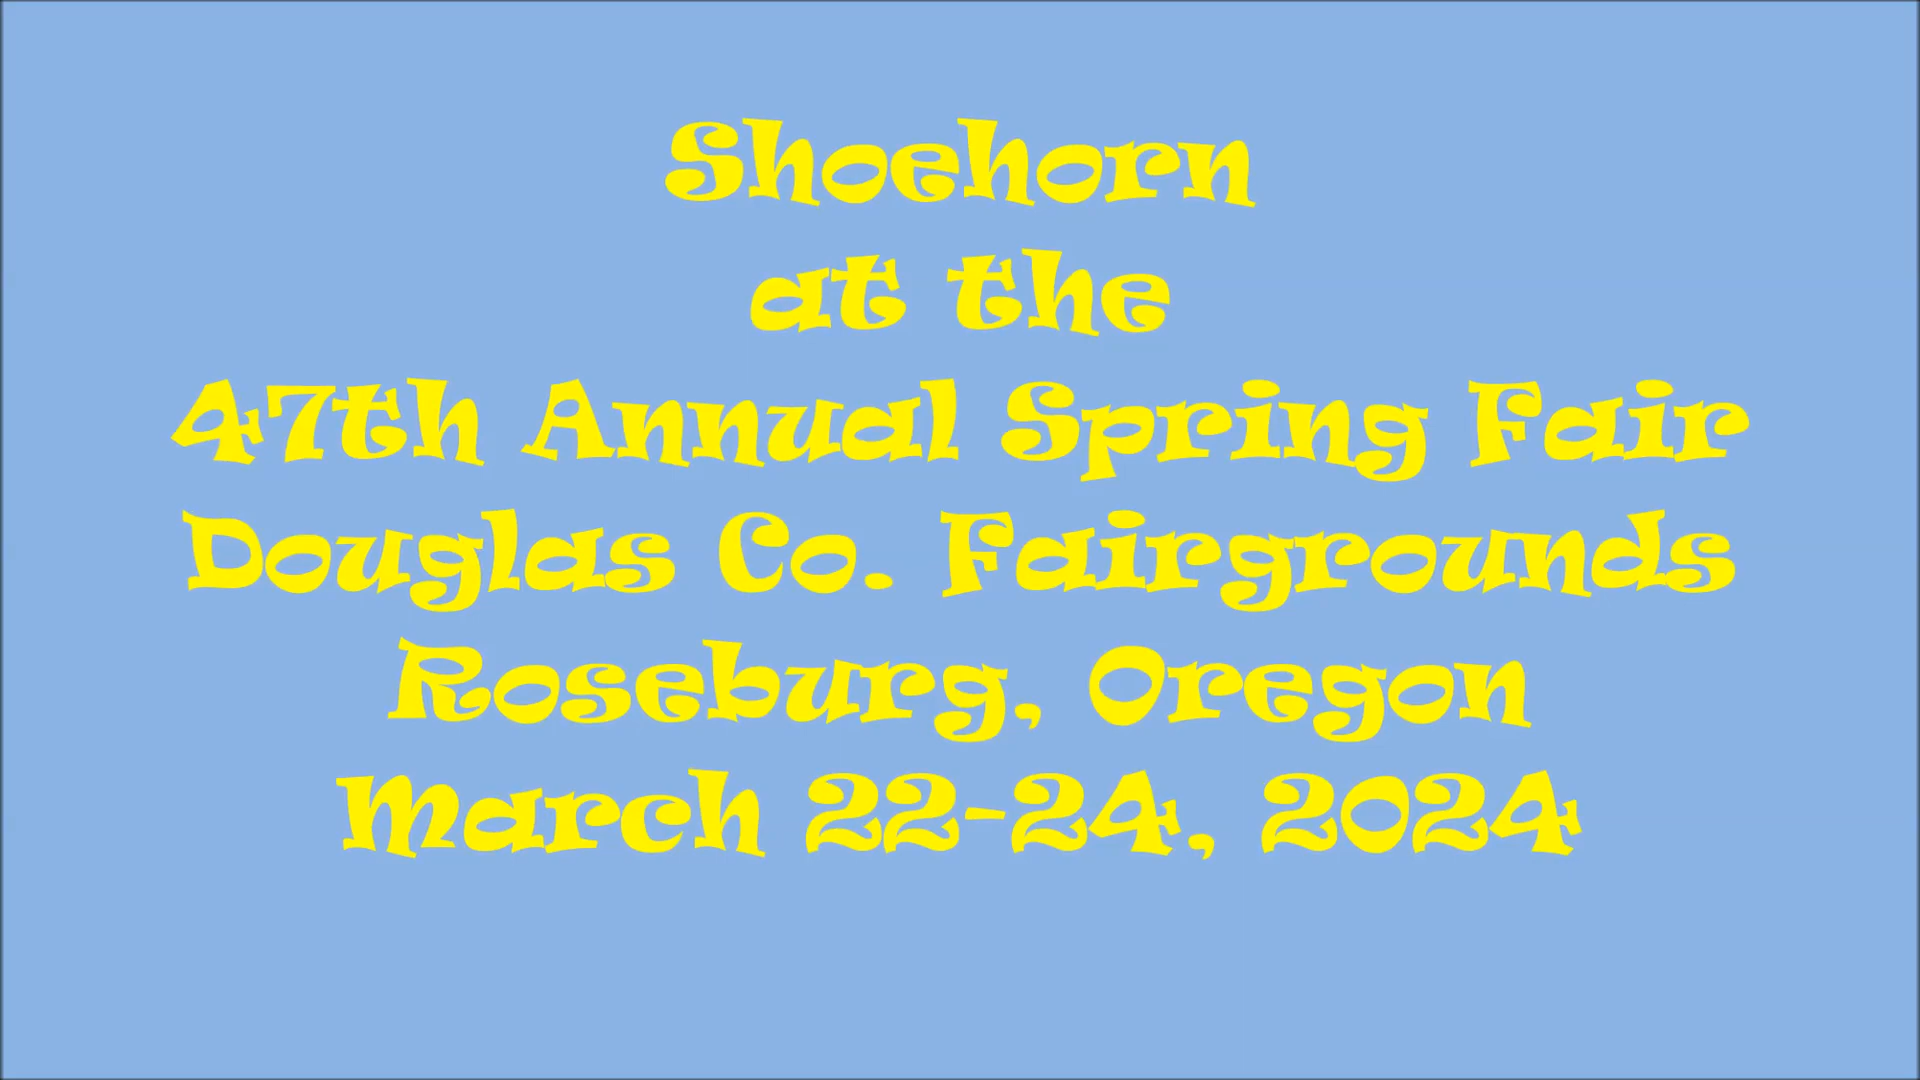 Shoehorn
at the
47th Annual Spring Fair
Douglas Co. Fairgrounds
Roseburg, Oregon
March 22-24, 2024